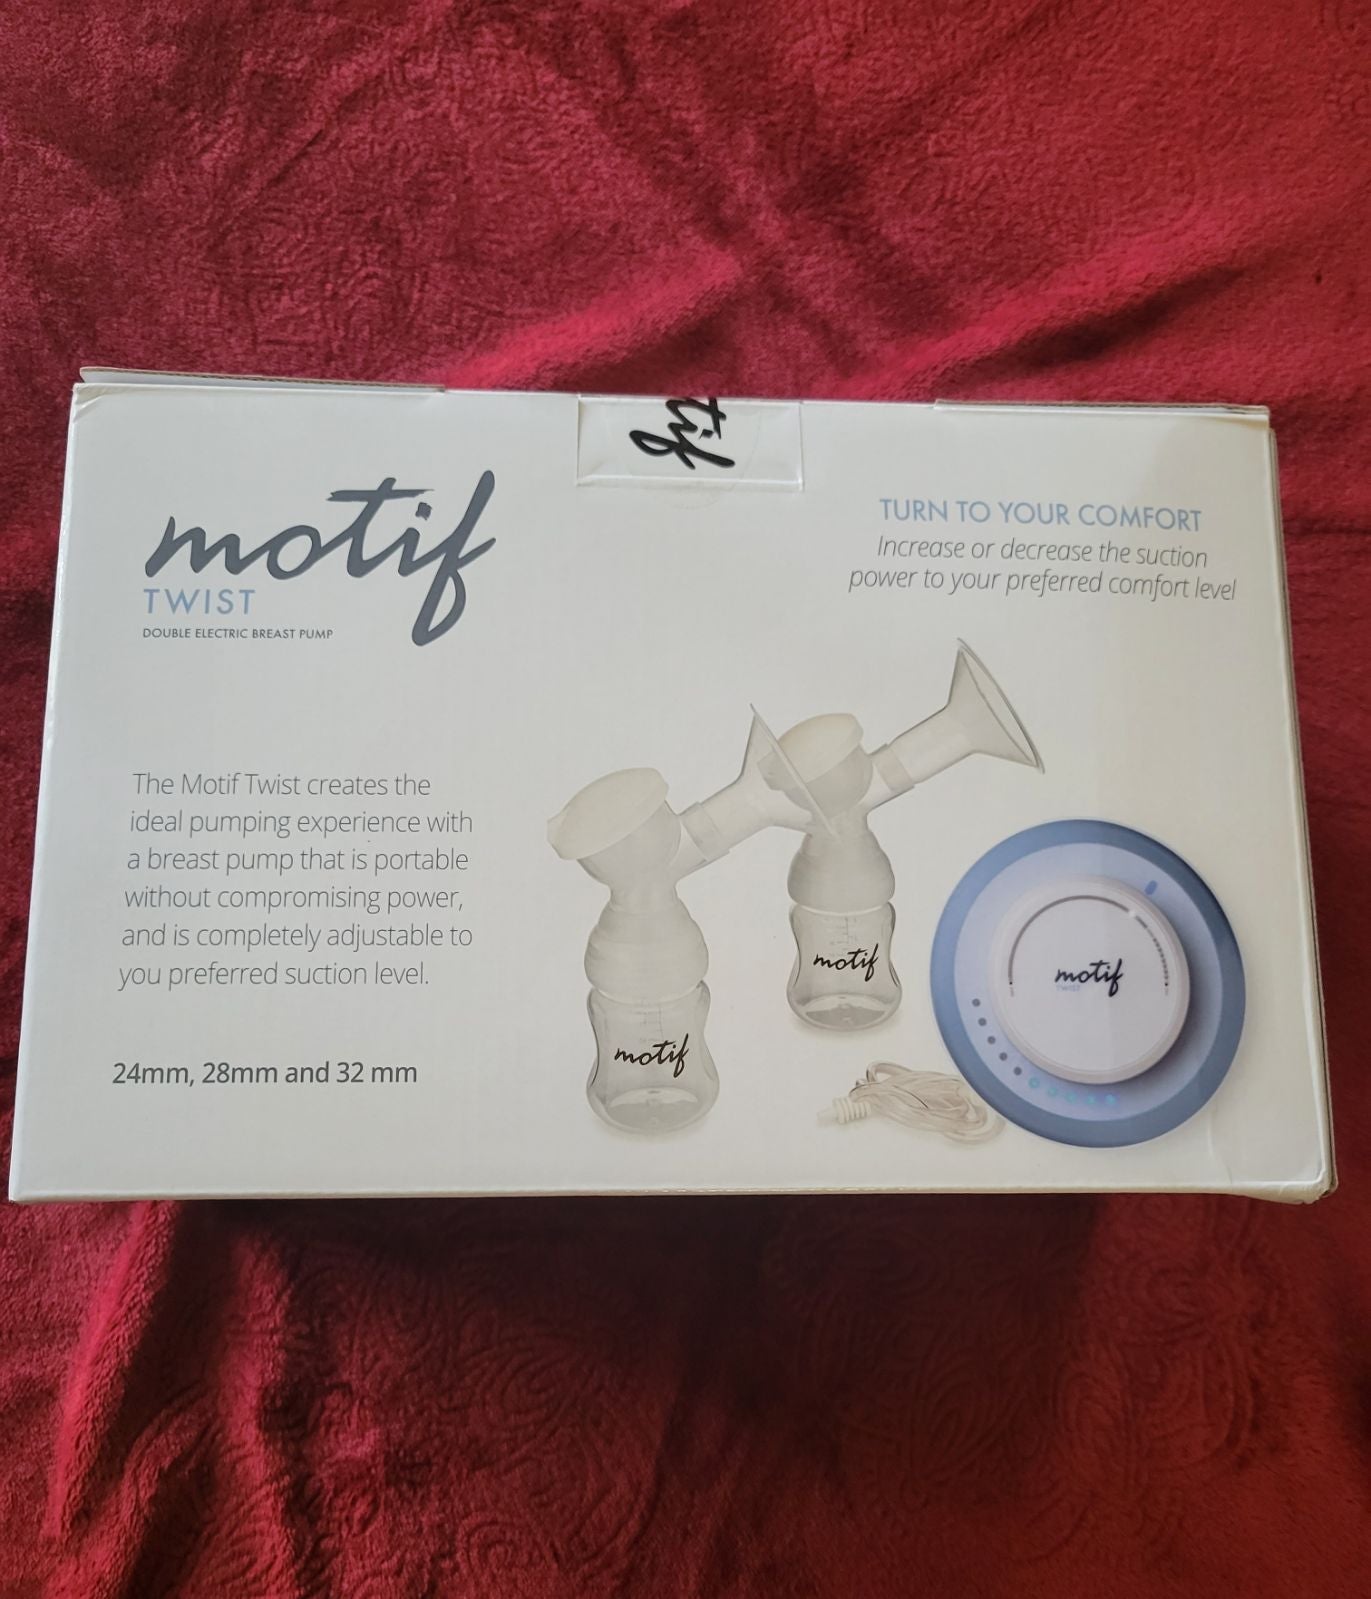 tif
motif
TWIST
DOUBLE ELECTRIC BREAST PUMP
TURN TO YOUR COMFORT
Increase or decrease the suction
power to your preferred comfort level
The Motif Twist creates the
ideal pumping experience with
a breast pump that is portable
without compromising power,
and is completely adjustable to
you preferred suction level.
24mm, 28mm and 32 mm
motif
motif
motif
TWIST